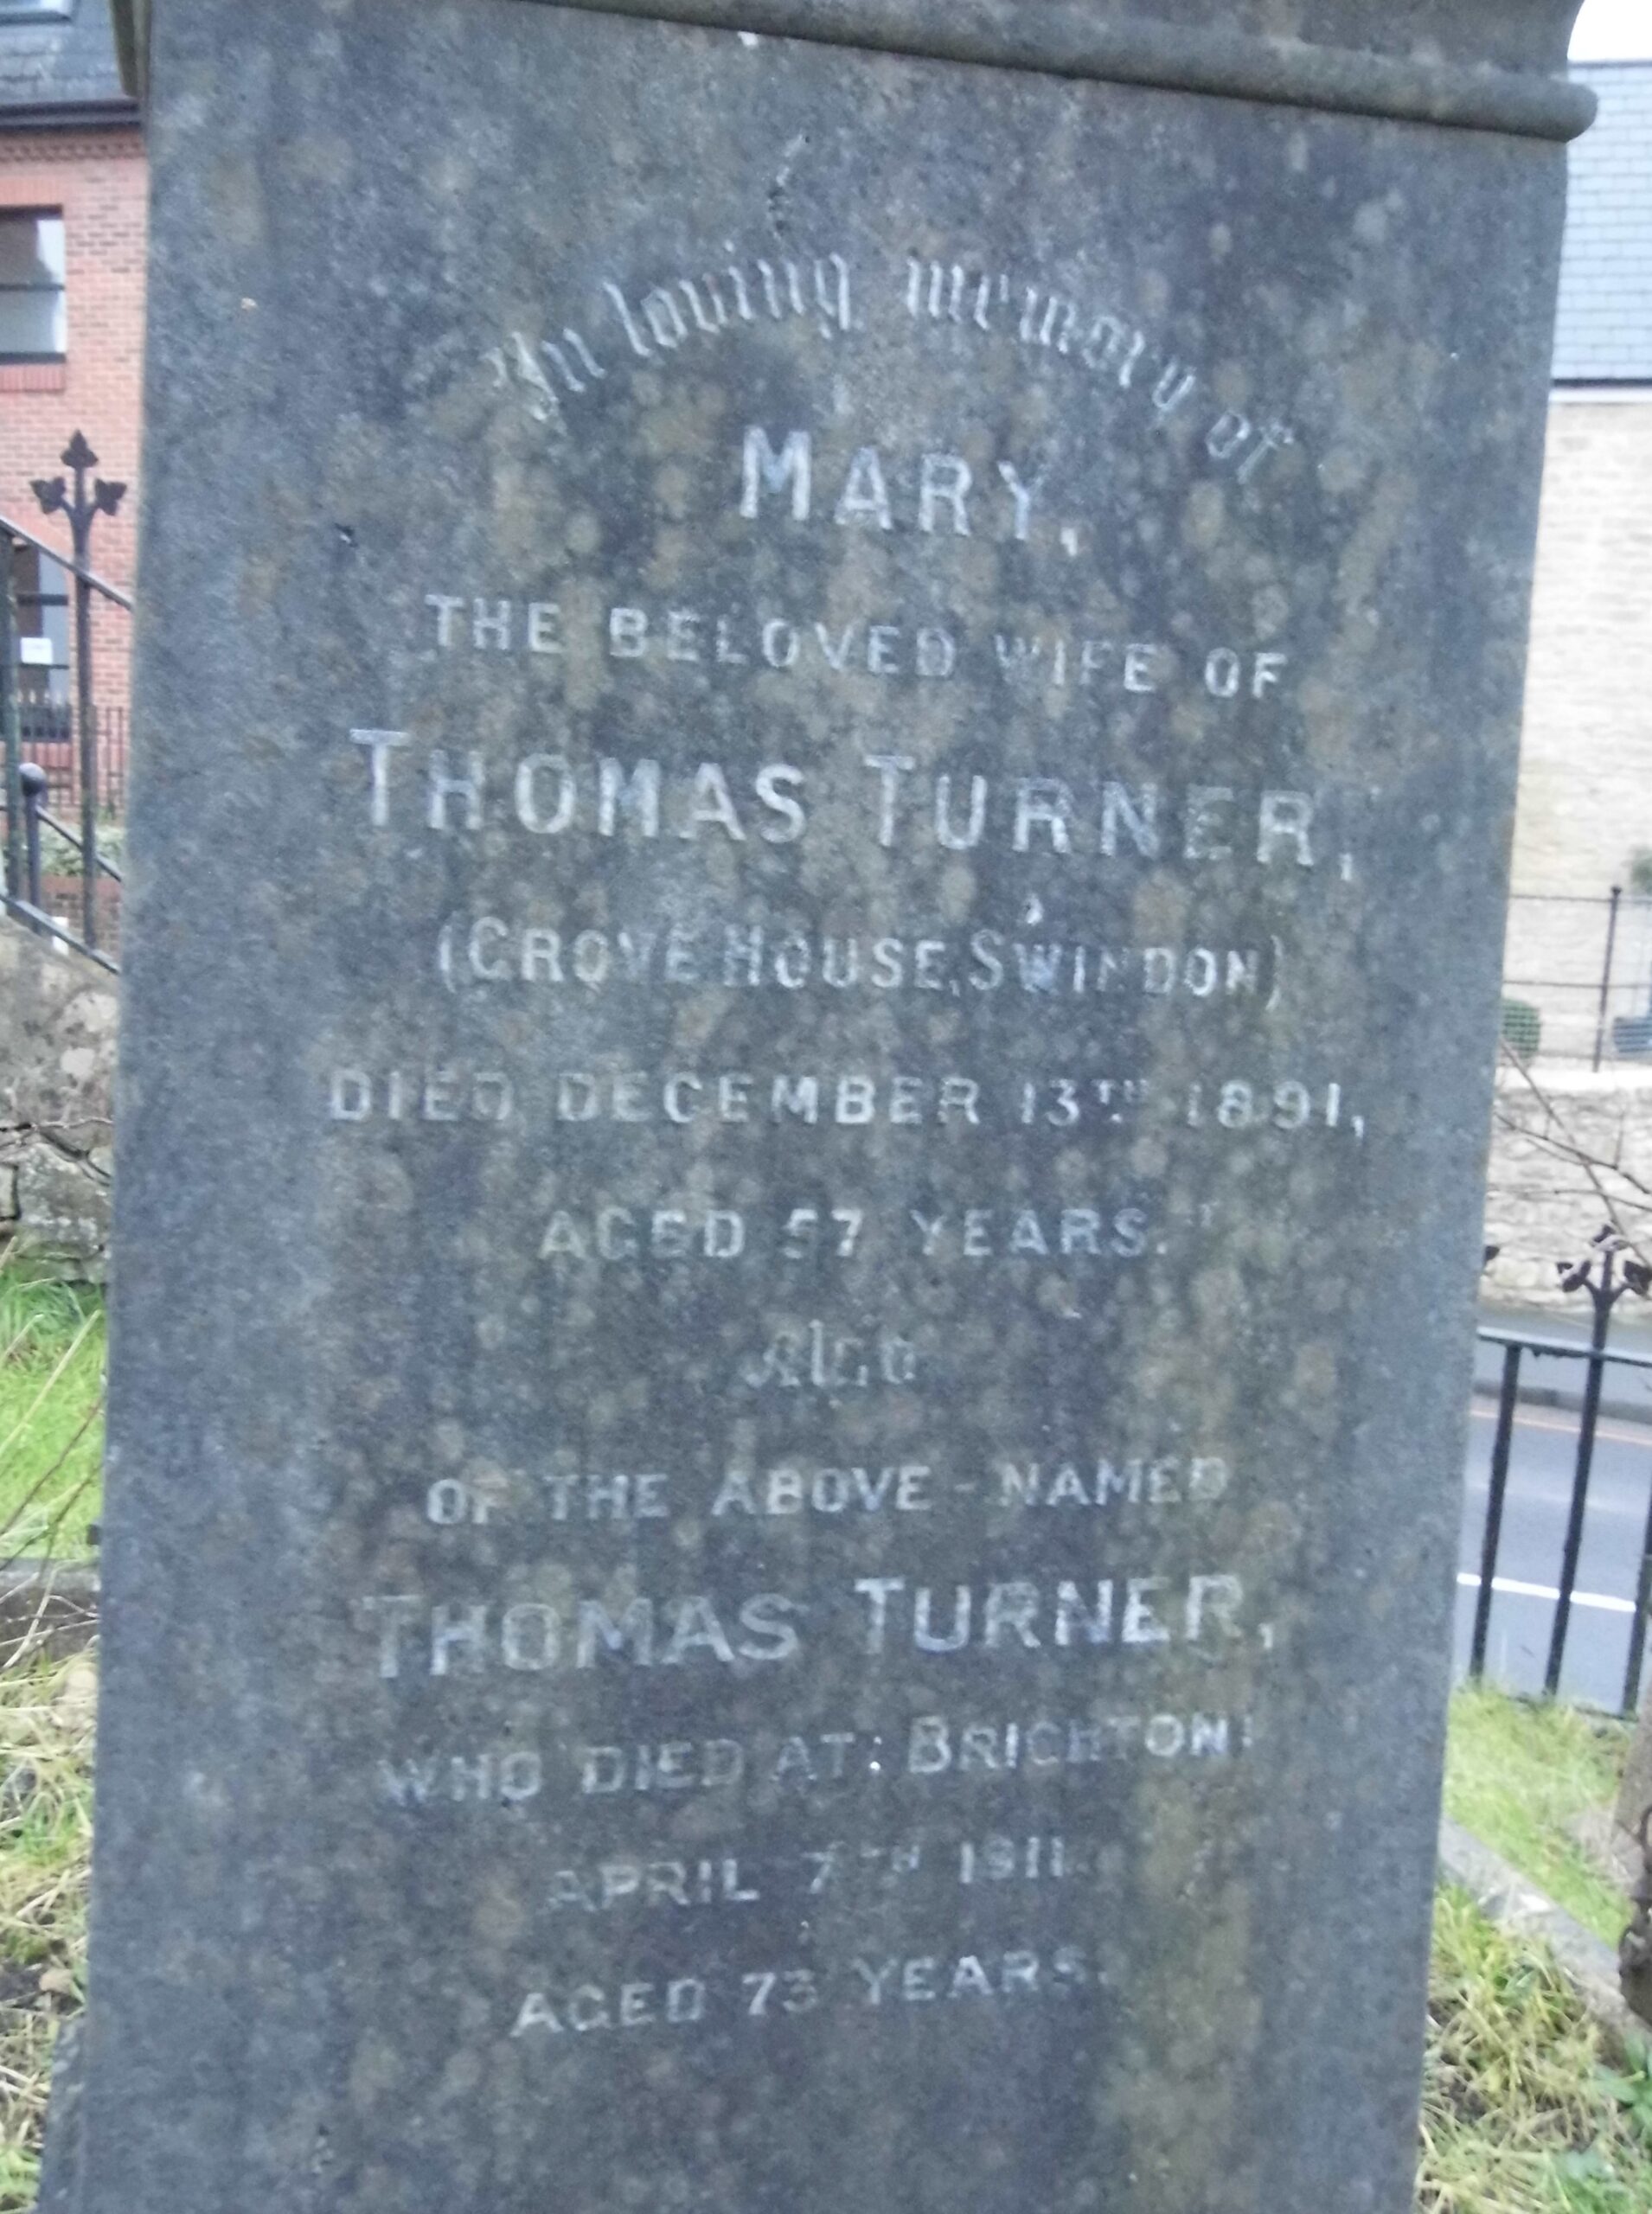 In loving memory of
MARY,
THE BELOVED WIFE OF
THOMAS TURNER,
(GROVE HOUSE, SWINDON)
DIED DECEMBER 13TH 1891,
AGED 57 YEARS.
Also
OF THE ABOVE-NAMED
THOMAS TURNER,
WHO DIED AT BRIGHTON
APRIL 7TH 1911
AGED 73 YEARS.